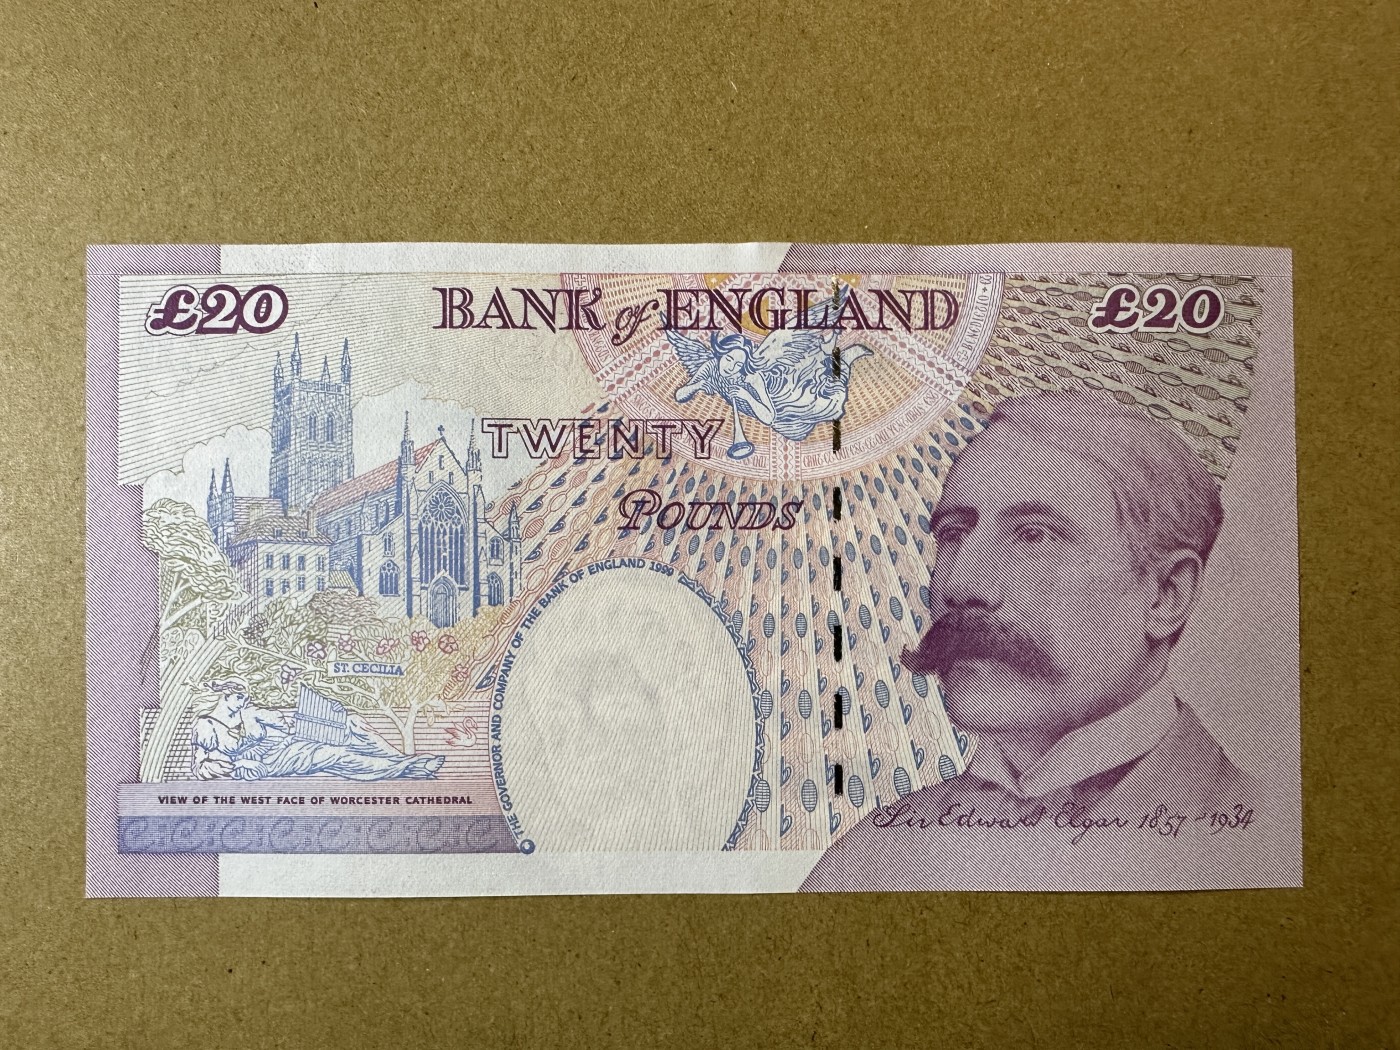 £20
BANK of ENGLAND
£20
TWENTY
POUNDS
THE GOVERNOR AND COMPANY OF THE BANK OF ENGLAND 1999
ST. CECILIA
VIEW OF THE WEST FACE OF WORCESTER CATHEDRAL
Sir Edward Elgar 1857-1934